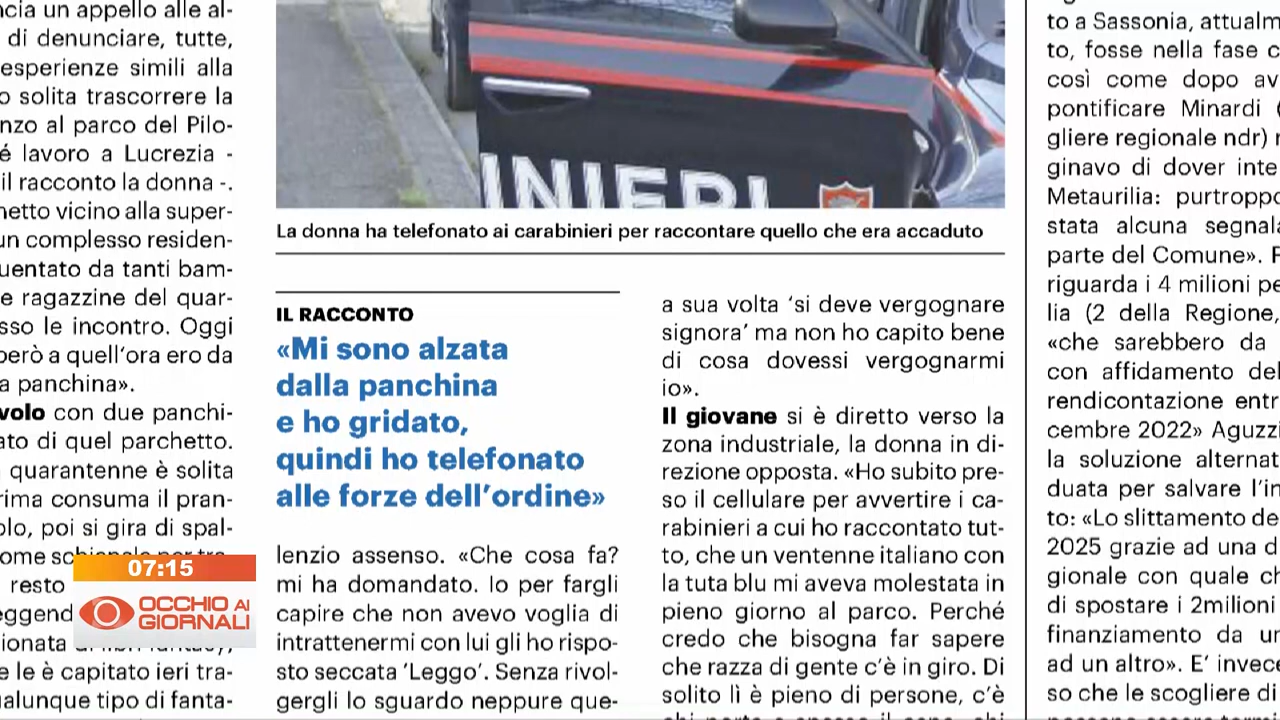 ncia un appello alle al-
di denunciare, tutte,
esperienze simili alla
o solita trascorrere la
nzo al parco del Pilo-
é lavoro a Lucrezia -
il racconto la donna -.
netto vicino alla super-
un complesso residen-
uentato da tanti bam-
e ragazzine del quar-
sso le incontro. Oggi
però a quell'ora ero da
a panchina».
volo con due panchi-
ato di quel parchetto.
quarantenne è solita
rima consuma il pran-
olo, poi si gira di spal-
resto
eggend
ionata
e le è capitato ieri tra-
ualunque tipo di fanta-
07:15
OCCHIO AI
GIORNALI
INIERI
La donna ha telefonato ai carabinieri per raccontare quello che era accaduto
IL RACCONTO
«Mi sono alzata
dalla panchina
e ho gridato,
quindi ho telefonato
alle forze dell'ordine»
lenzio assenso. «Che cosa fa?
mi ha domandato. Io per fargli
capire che non avevo voglia di
intrattenermi con lui gli ho rispo-
sto seccata 'Leggo'. Senza rivol-
gergli lo sguardo neppure que-
a sua volta 'si deve vergognare
signora' ma non ho capito bene
di cosa dovessi vergognarmi
io».
Il giovane si è diretto verso la
zona industriale, la donna in di-
rezione opposta. «Ho subito pre-
so il cellulare per avvertire i ca-
rabinieri a cui ho raccontato tut-
to, che un ventenne italiano con
la tuta blu mi aveva molestata in
pieno giorno al parco. Perché
credo che bisogna far sapere
che razza di gente c'è in giro. Di
solito lì è pieno di persone, c'è
to a Sassonia, attualm
to, fosse nella fase c
così come dopo av
pontificare Minardi (
gliere regionale ndr) r
ginavo di dover inte
Metaurilia: purtroppo
stata alcuna segnala
parte del Comune». F
riguarda i 4 milioni pe
lia (2 della Regione,
«che sarebbero da
con affidamento del
rendicontazione entr
cembre 2022» Aguzzi
la soluzione alternat
duata per salvare l'in
to: «Lo slittamento de
2025 grazie ad una d
gionale con quale ch
di spostare i 2milioni
finanziamento da un
ad un altro». E' invece
so che le scogliere di